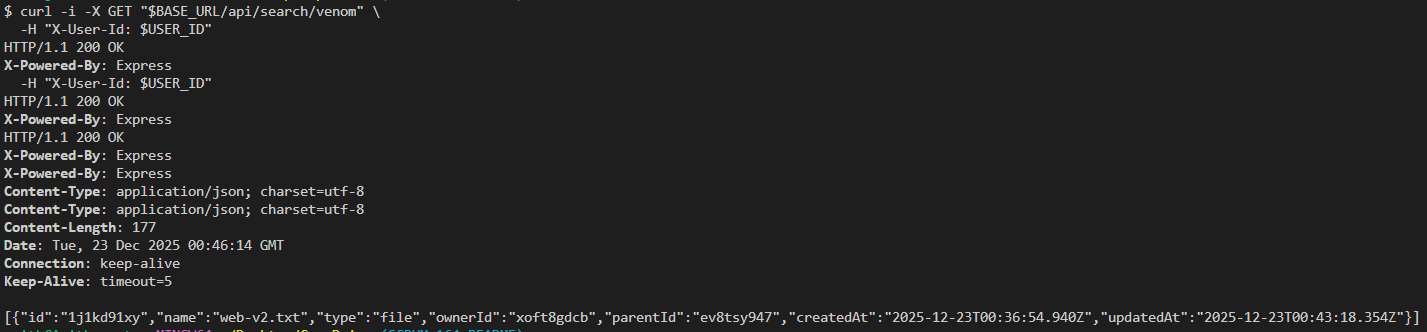 $ curl -i -X GET "$BASE_URL/api/search/venom" \
  -H "X-User-Id: $USER_ID"
HTTP/1.1 200 OK
X-Powered-By: Express
  -H "X-User-Id: $USER_ID"
HTTP/1.1 200 OK
X-Powered-By: Express
HTTP/1.1 200 OK
X-Powered-By: Express
X-Powered-By: Express
Content-Type: application/json; charset=utf-8
Content-Type: application/json; charset=utf-8
Content-Length: 177
Date: Tue, 23 Dec 2025 00:46:14 GMT
Connection: keep-alive
Keep-Alive: timeout=5
[{"id":"1j1kd91xy","name":"web-v2.txt","type":"file","ownerId":"xoft8gdcb","parentId":"ev8tsy947","createdAt":"2025-12-23T00:36:54.940Z","updatedAt":"2025-12-23T00:43:18.354Z"}]